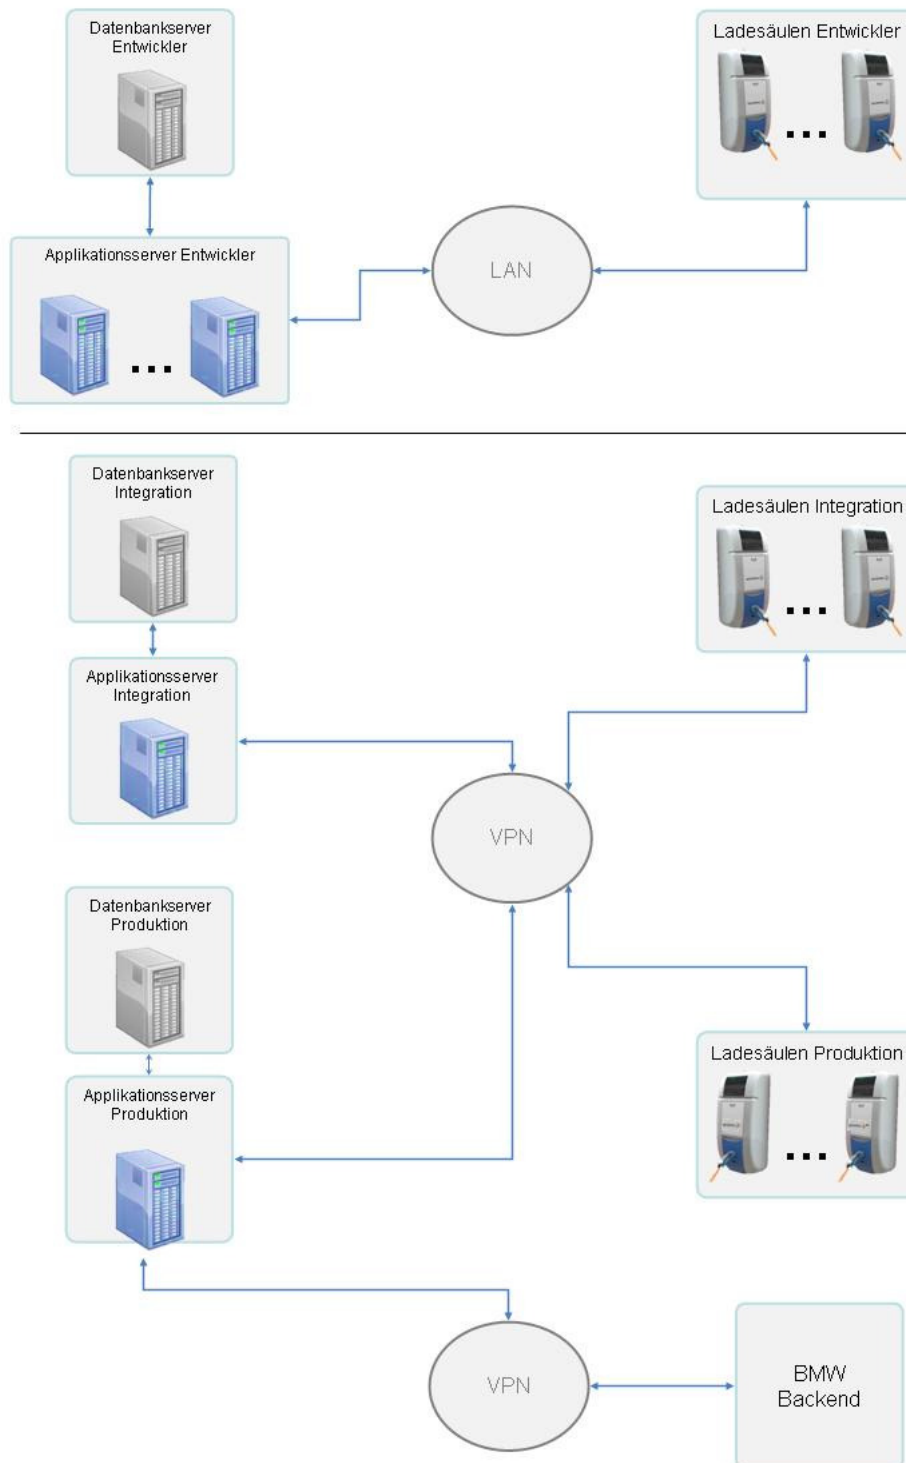 Datenbankserver
Entwickler
Ladesäulen Entwickler
Applikationsserver Entwickler
LAN
Datenbankserver
Integration
Ladesäulen Integration
Applikationsserver
Integration
VPN
Datenbankserver
Produktion
Ladesäulen Produktion
Applikationsserver
Produktion
VPN
BMW
Backend